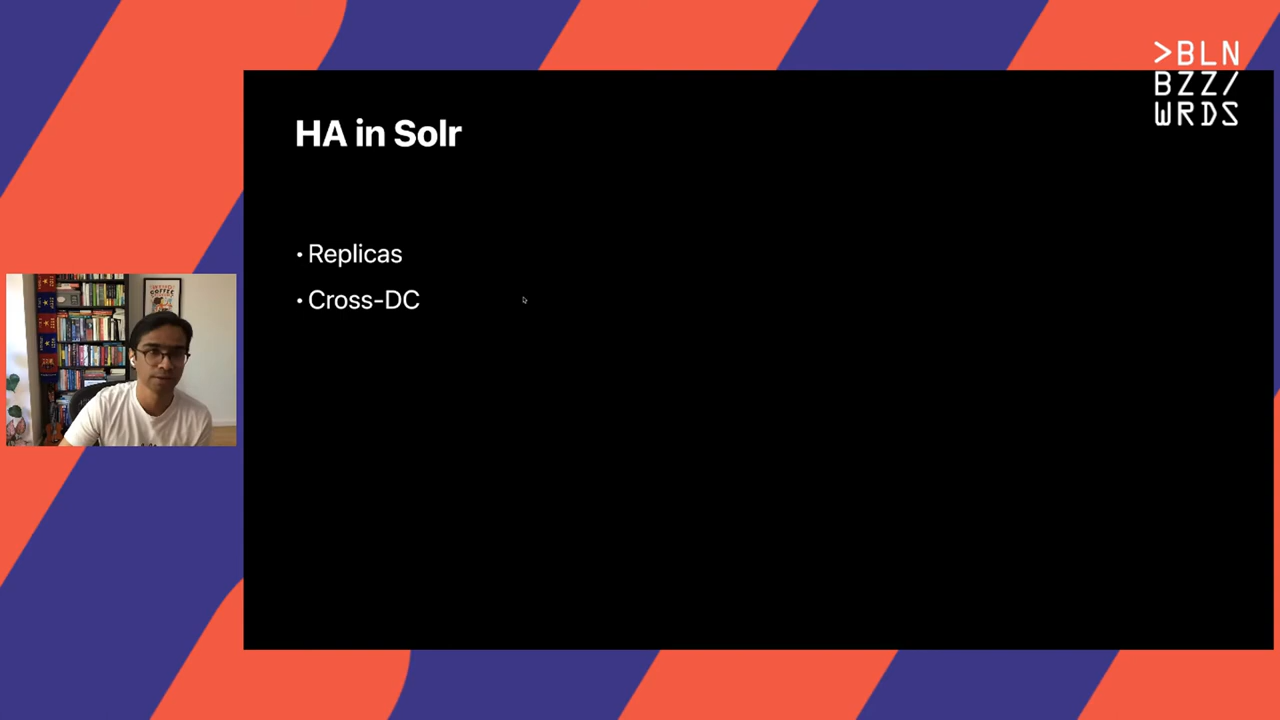 >BLN
BZZ/
WRDS
HA in Solr
• Replicas
• Cross-DC